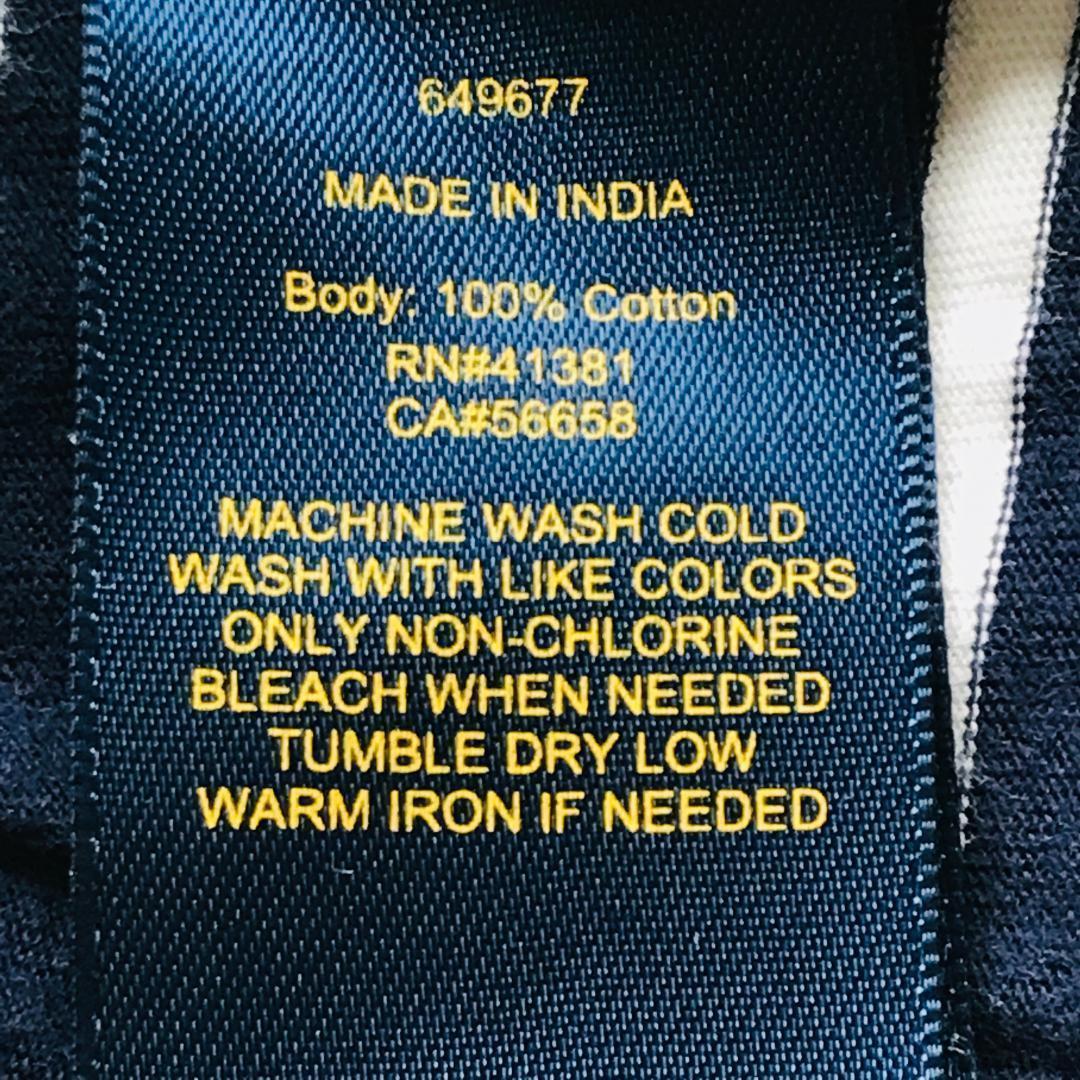 649677
MADE IN INDIA
Body: 100% Cotton
RN#41381
CA#56658
MACHINE WASH COLD
WASH WITH LIKE COLORS
ONLY NON-CHLORINE
BLEACH WHEN NEEDED
TUMBLE DRY LOW
WARM IRON IF NEEDED